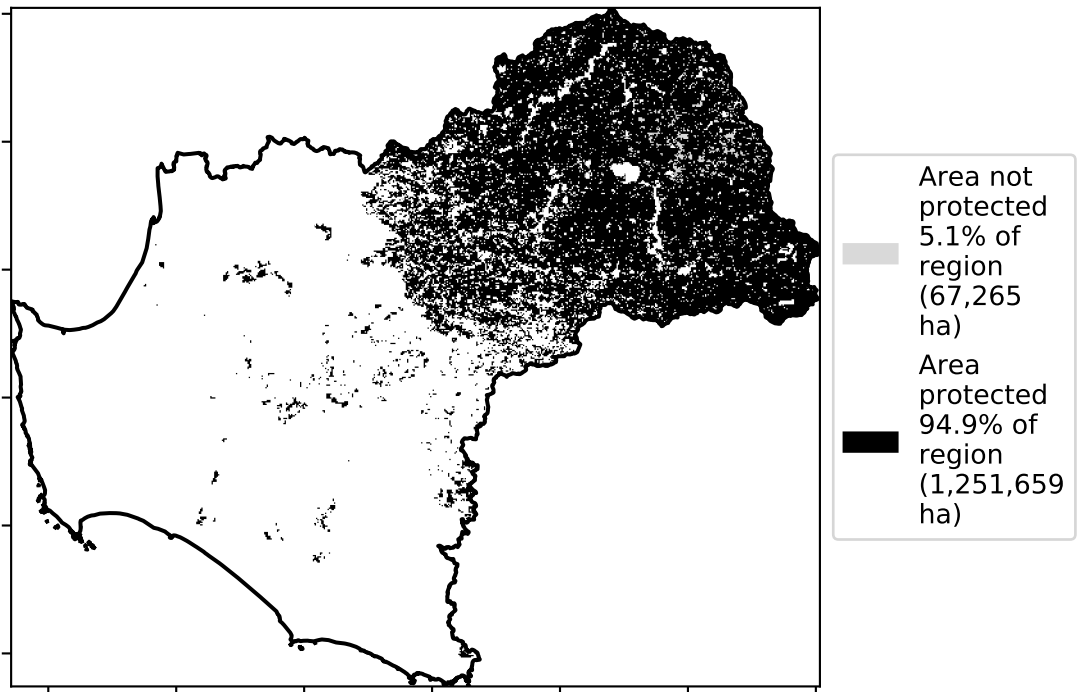 Area not
protected
5.1% of
region
(67,265
ha)
Area
protected
94.9% of
region
(1,251,659
ha)